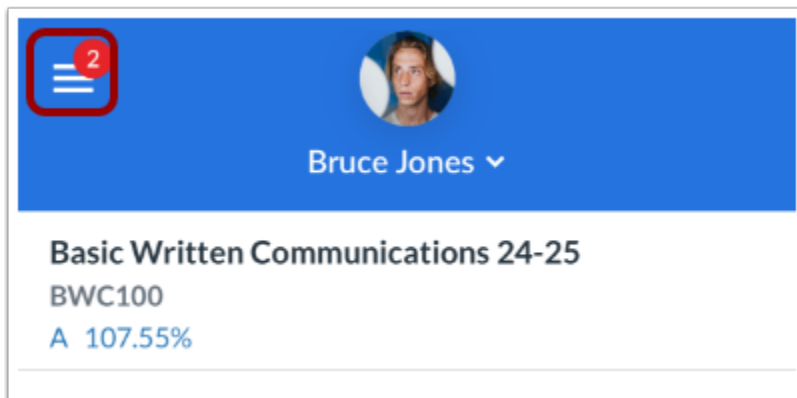 2
Bruce Jones
Basic Written Communications 24-25
BWC100
A 107.55%